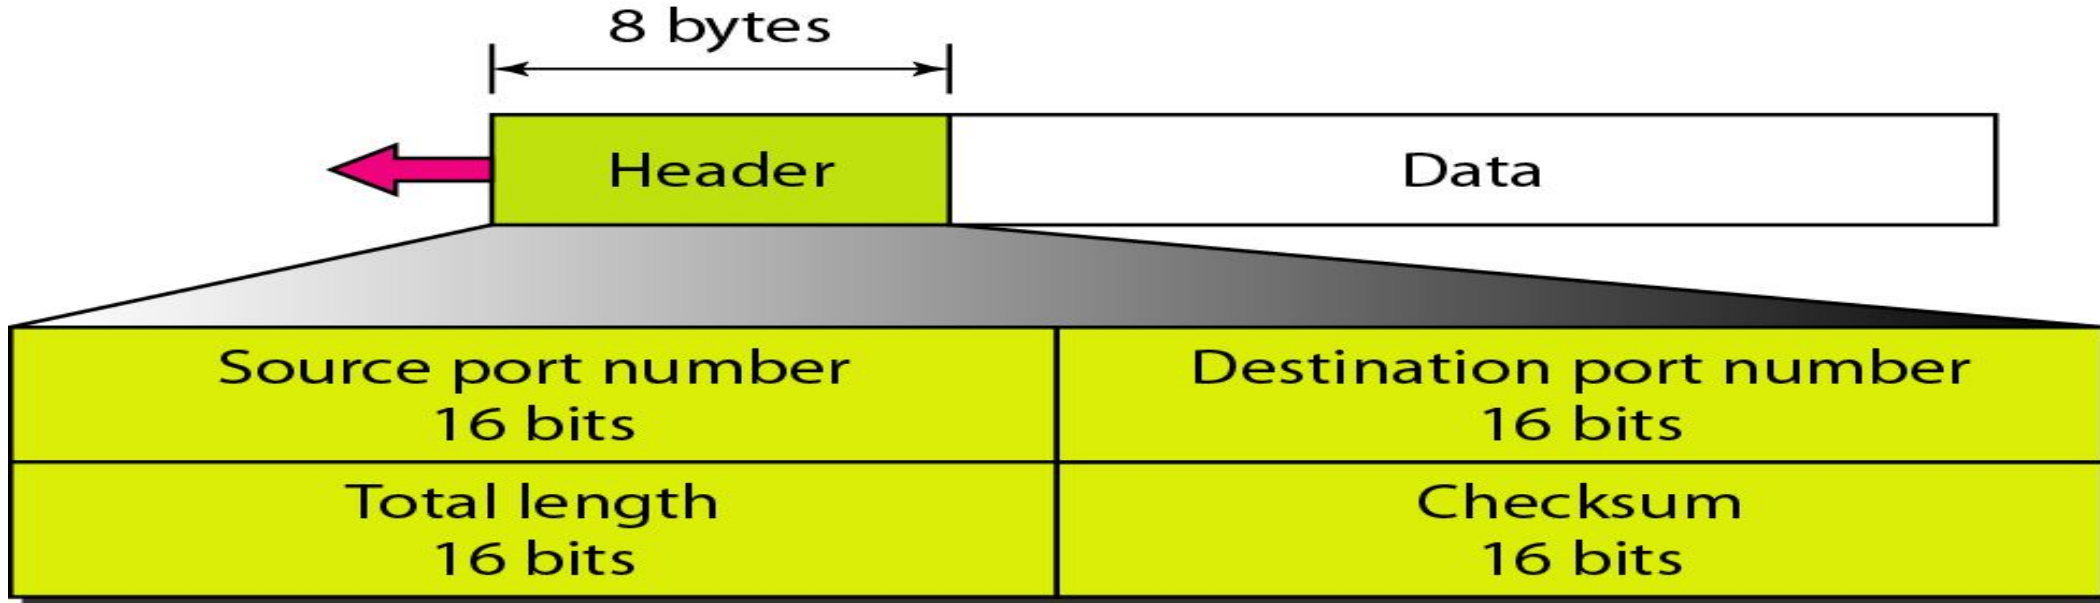 8 bytes
Header
Data
Source port number
16 bits
Destination port number
16 bits
Total length
16 bits
Checksum
16 bits